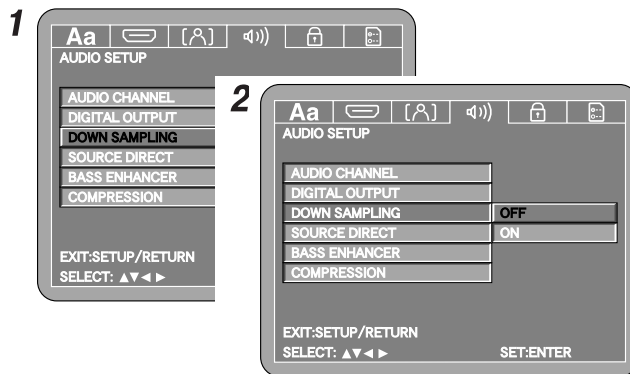 1
Aa
AUDIO SETUP
AUDIO CHANNEL
DIGITAL OUTPUT
DOWN SAMPLING
SOURCE DIRECT
BASS ENHANCER
COMPRESSION
EXIT:SETUP/RETURN
SELECT: ▲▼◄ ►
2
Aa
AUDIO SETUP
AUDIO CHANNEL
DIGITAL OUTPUT
DOWN SAMPLING OFF
SOURCE DIRECT ON
BASS ENHANCER
COMPRESSION
EXIT:SETUP/RETURN
SELECT: ▲▼◄ ► SET:ENTER